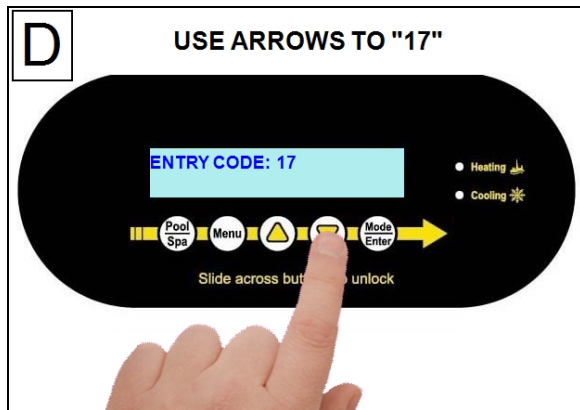 D
USE ARROWS TO "17"
ENTRY CODE: 17
Heating
Cooling
Pool
Spa
Menu
Mode
Enter
Slide across but o unlock